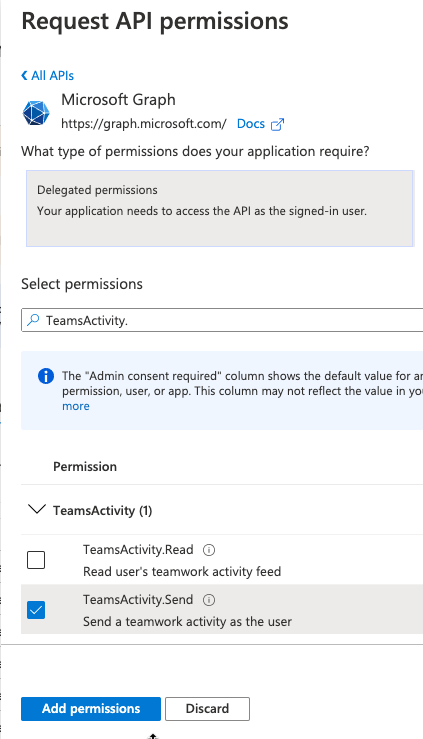 Request API permissions
All APIs
Microsoft Graph
https://graph.microsoft.com/ Docs
What type of permissions does your application require?
Delegated permissions
Your application needs to access the API as the signed-in user.
Select permissions
TeamsActivity.
The "Admin consent required" column shows the default value for an
permission, user, or app. This column may not reflect the value in you
more
Permission
TeamsActivity (1)
TeamsActivity.Read
Read user's teamwork activity feed
TeamsActivity.Send
Send a teamwork activity as the user
Add permissions Discard